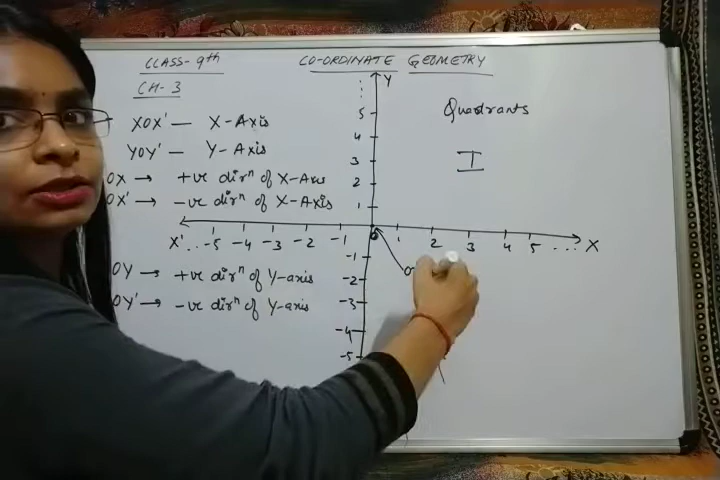 CLASS-9th
CO-ORDINATE GEOMETRY
CH-3
XOX' — X-Axis
YOY' — Y-Axis
OX → +ve dirⁿ of X-Axis
OX' → -ve dirⁿ of X-Axis
OY → +ve dirⁿ of Y-axis
OY' → -ve dirⁿ of Y-axis
Y
5
4
3
2
1
Quadrants
I
X' ... -5 -4 -3 -2 -1 1 2 3 4 5 ... X
-1
-2
-3
-4
-5